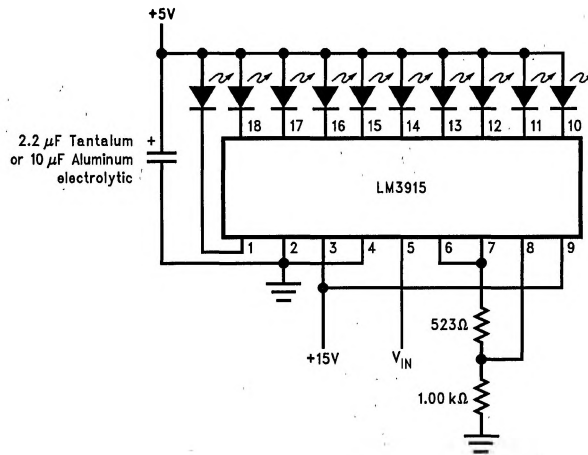 +5V
18 17 16 15 14 13 12 11 10
2.2 μF Tantalum +
or 10 μF Aluminum
electrolytic
LM3915
1 2 3 4 5 6 7 8 9
523Ω
+15V
V_IN
1.00 kΩ